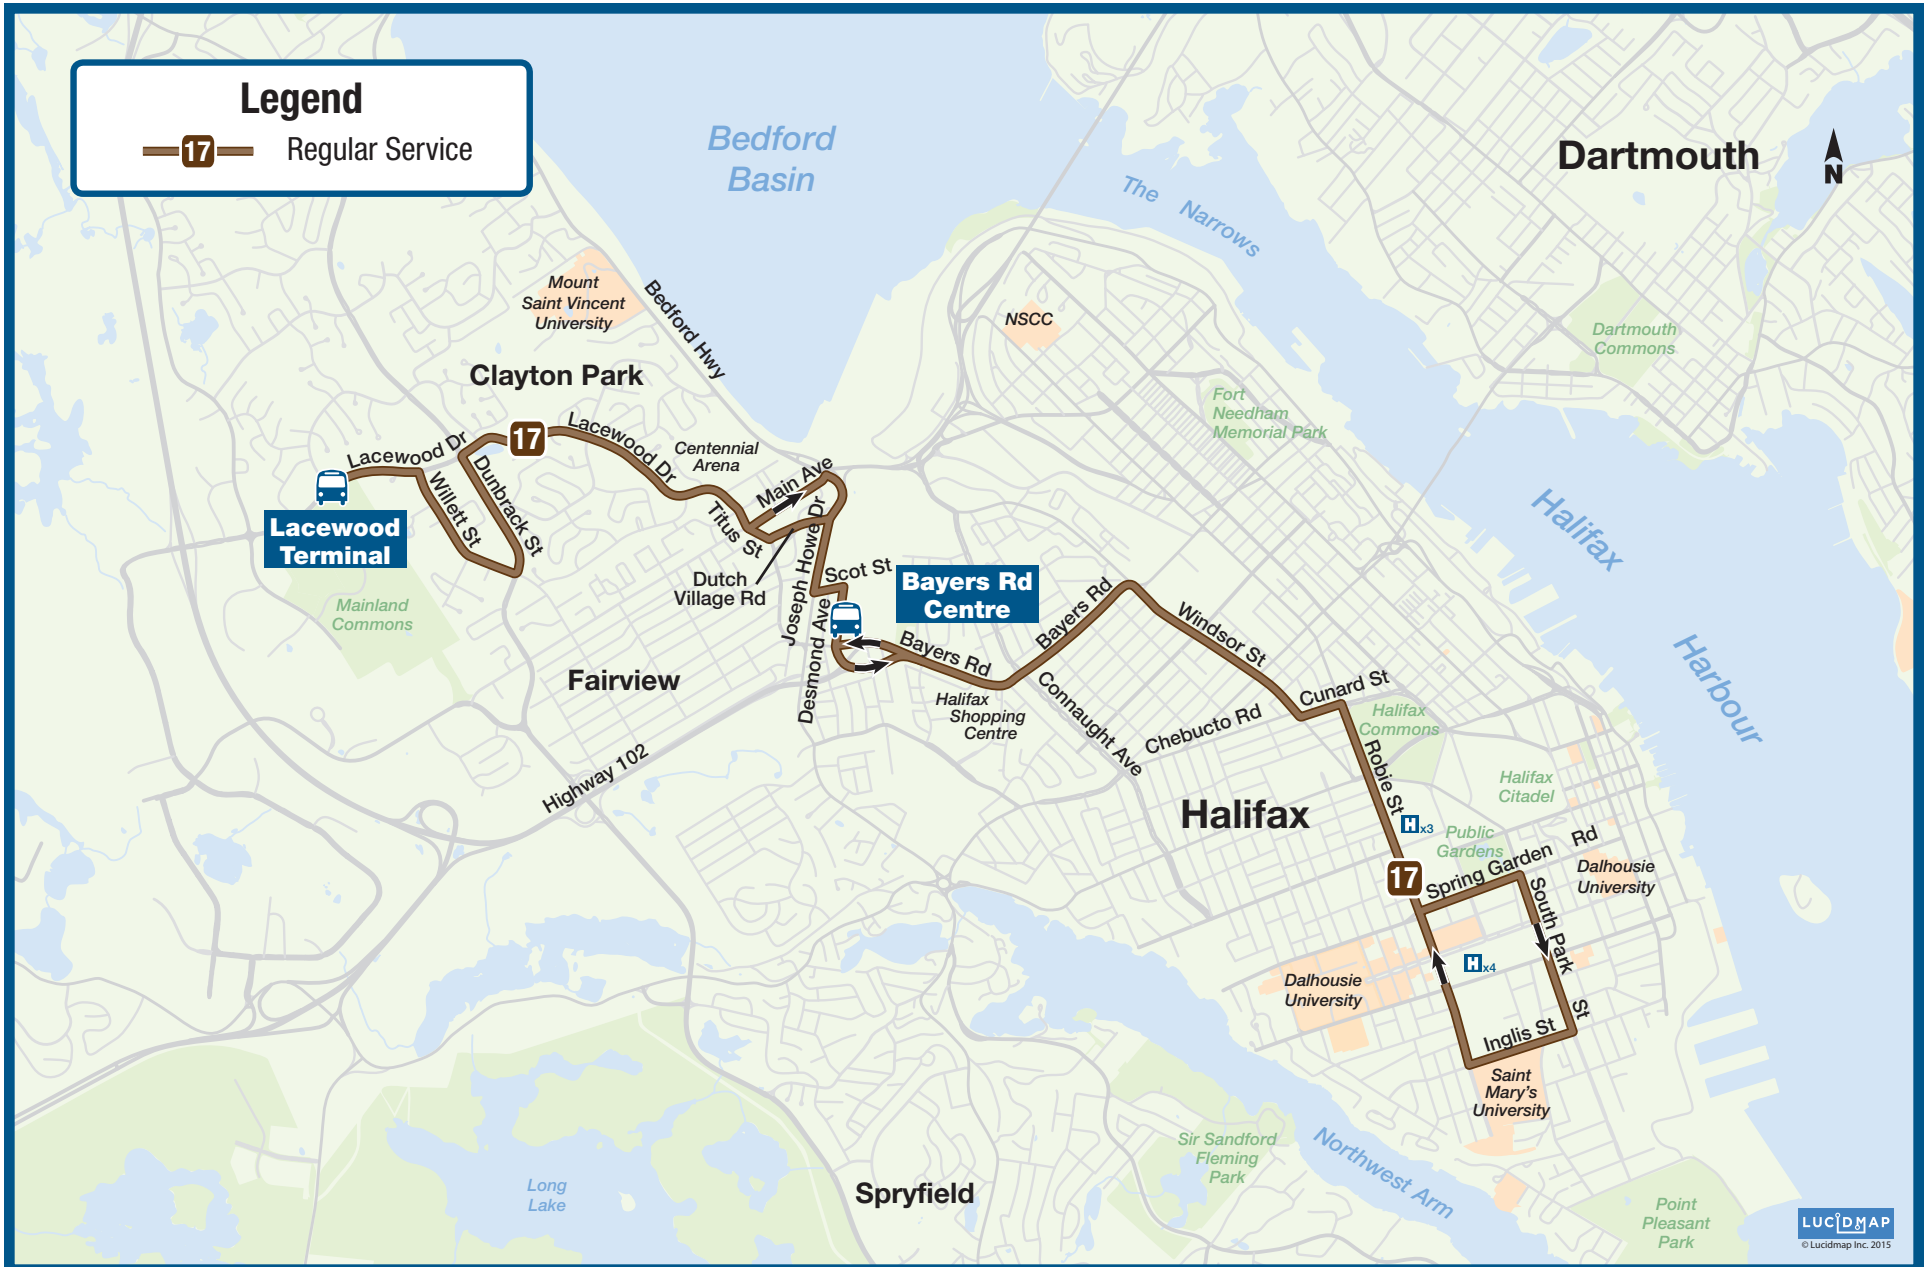 Legend
17 Regular Service
Bedford
Basin
The Narrows
Dartmouth
N
Mount
Saint Vincent
University
Bedford Hwy
NSCC
Dartmouth
Commons
Clayton Park
Fort
Needham
Memorial Park
Lacewood Dr
17
Lacewood Dr
Centennial
Arena
Main Ave
Willett St
Dunbrack St
Titus St
Joseph Howe Dr
Lacewood
Terminal
Dutch
Village Rd
Scot St
Bayers Rd
Centre
Halifax
Harbour
Mainland
Commons
Desmond Ave
Bayers Rd
Bayers Rd
Windsor St
Fairview
Halifax
Shopping
Centre
Connaught Ave
Chebucto Rd
Cunard St
Halifax
Commons
Robie St
Highway 102
Halifax
Citadel
Halifax
H x3
Public
Gardens
Spring Garden Rd
17
Dalhousie
University
South Park St
H x4
Dalhousie
University
Inglis St
Saint
Mary's
University
Sir Sandford
Fleming
Park
Northwest Arm
Long
Lake
Spryfield
Point
Pleasant
Park
LUCIDMAP
© Lucidmap Inc. 2015